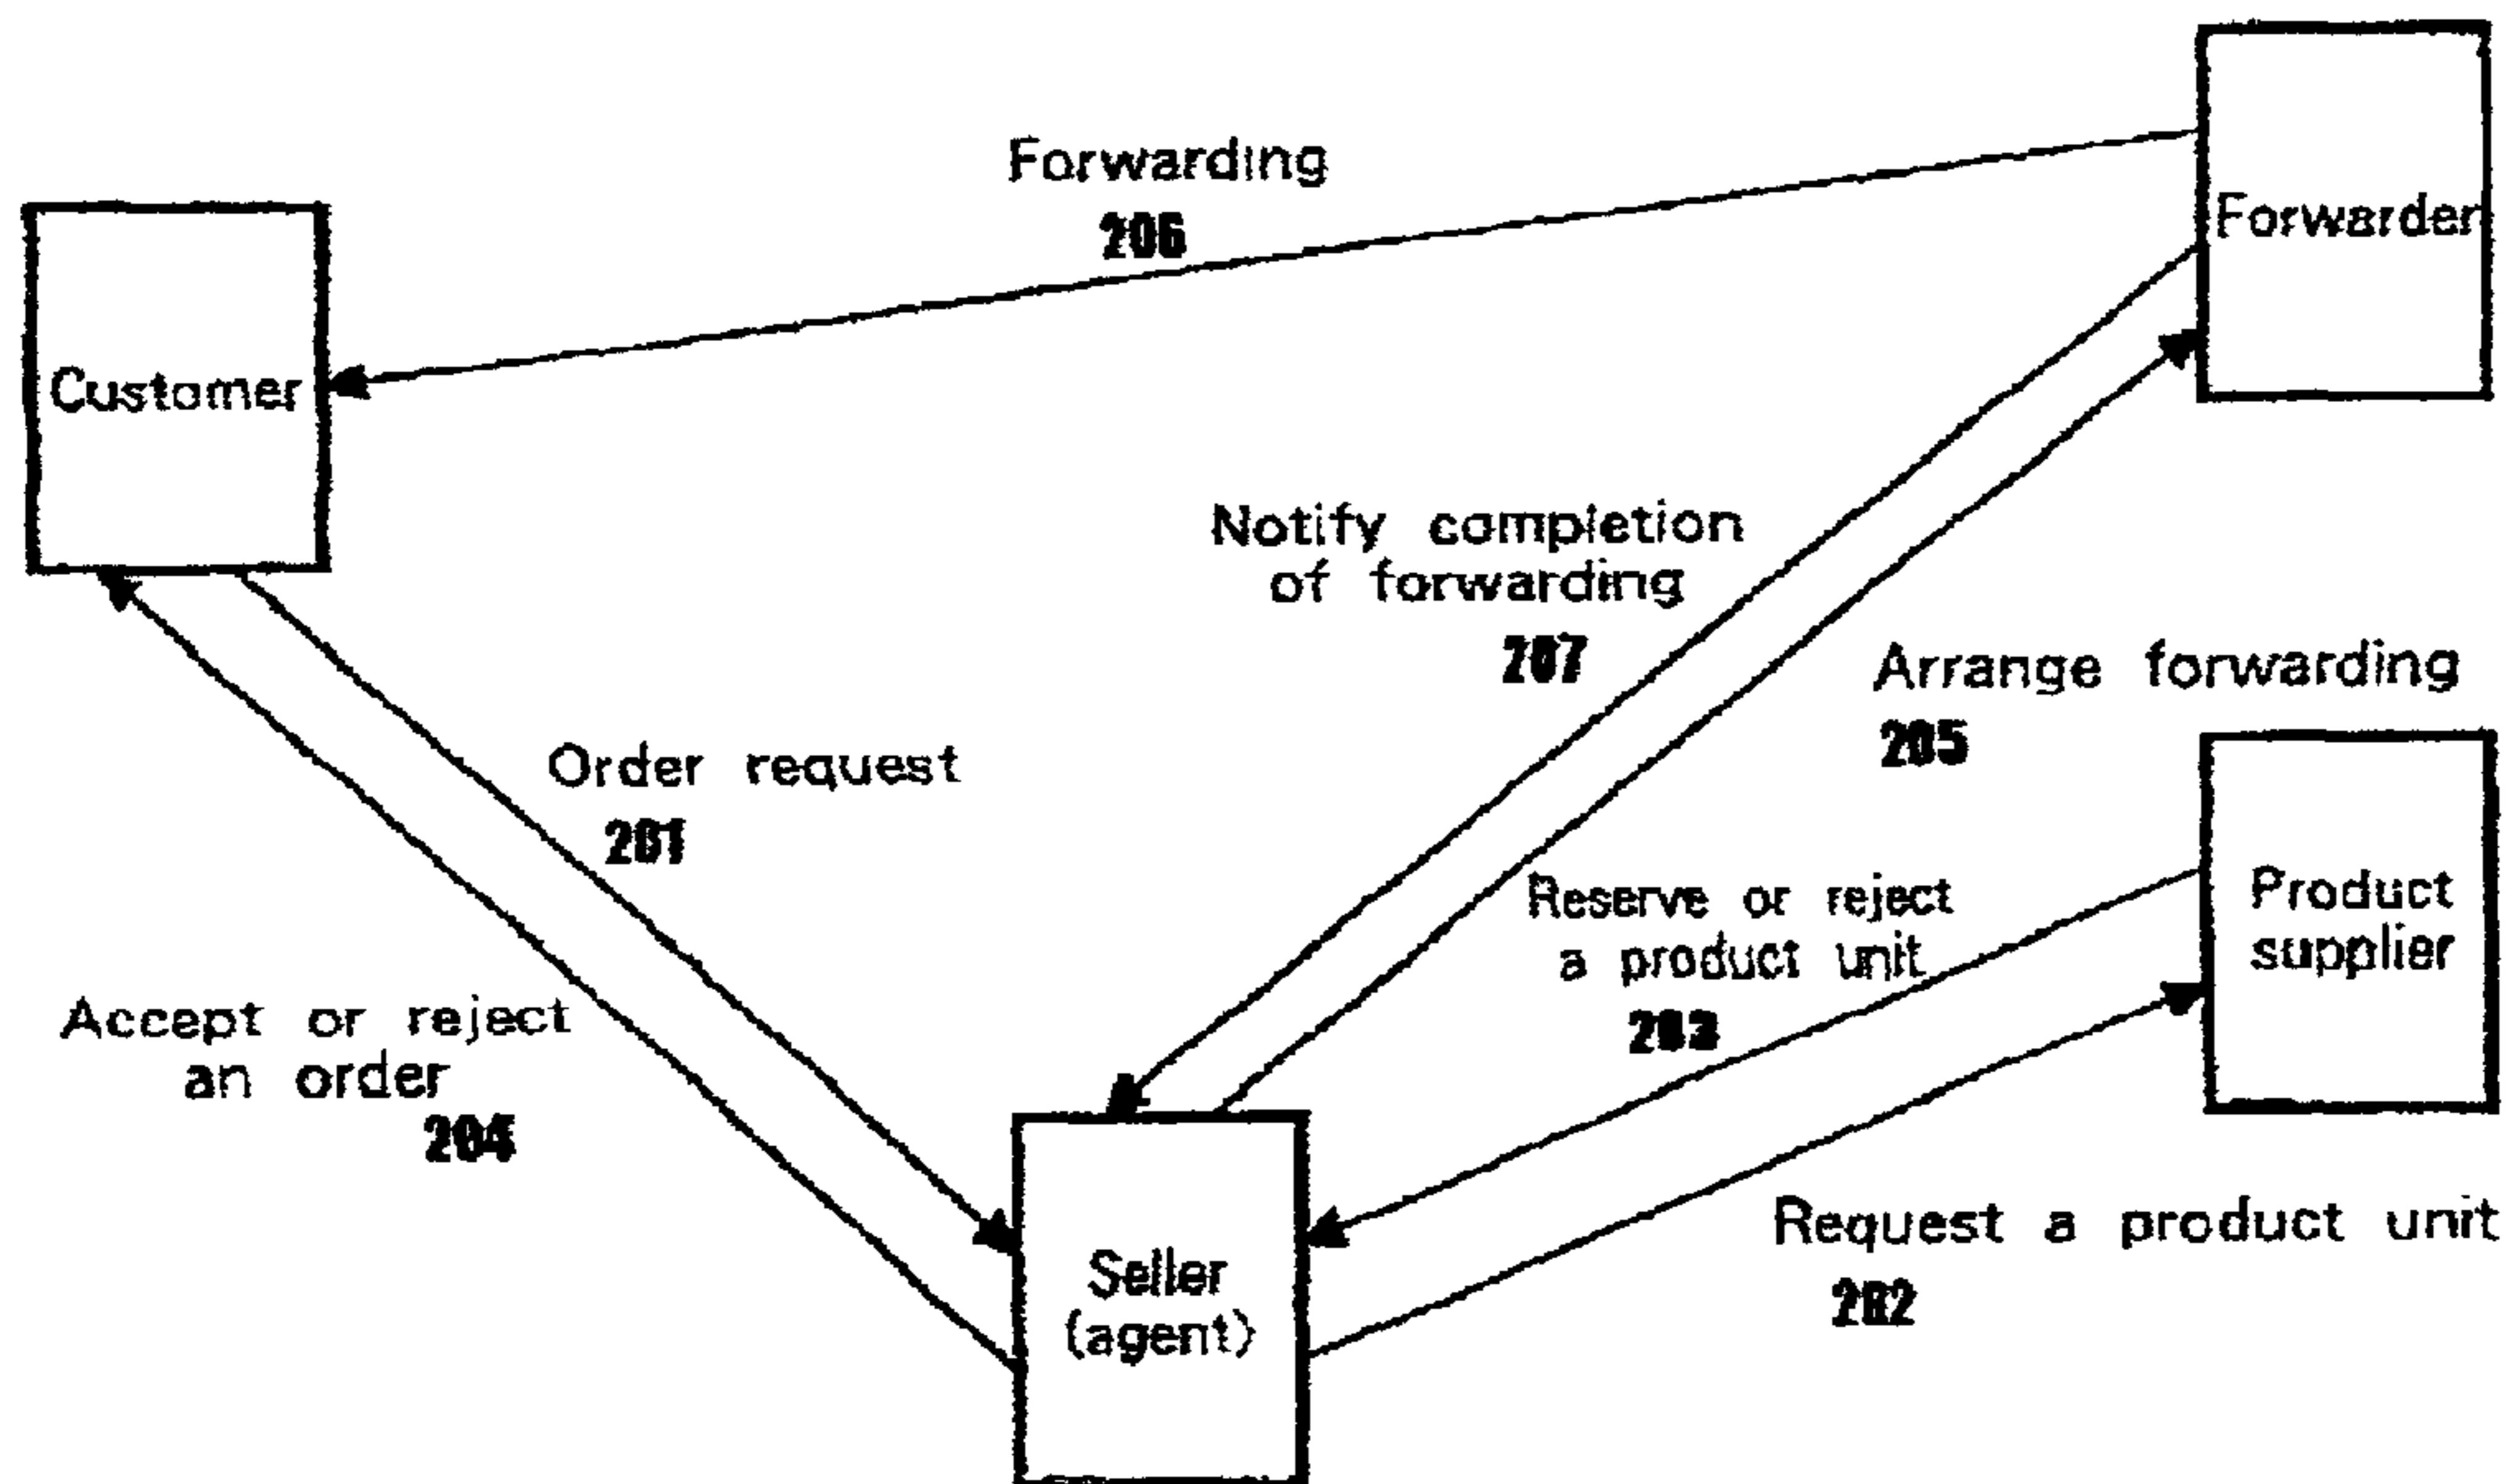 Forwarding
206
Forwarder
Customer
Notify completion
of forwarding
207
Arrange forwarding
205
Order request
201
Reserve or reject
a product unit
203
Product
supplier
Accept or reject
an order
204
Request a product unit
202
Seller
(agent)